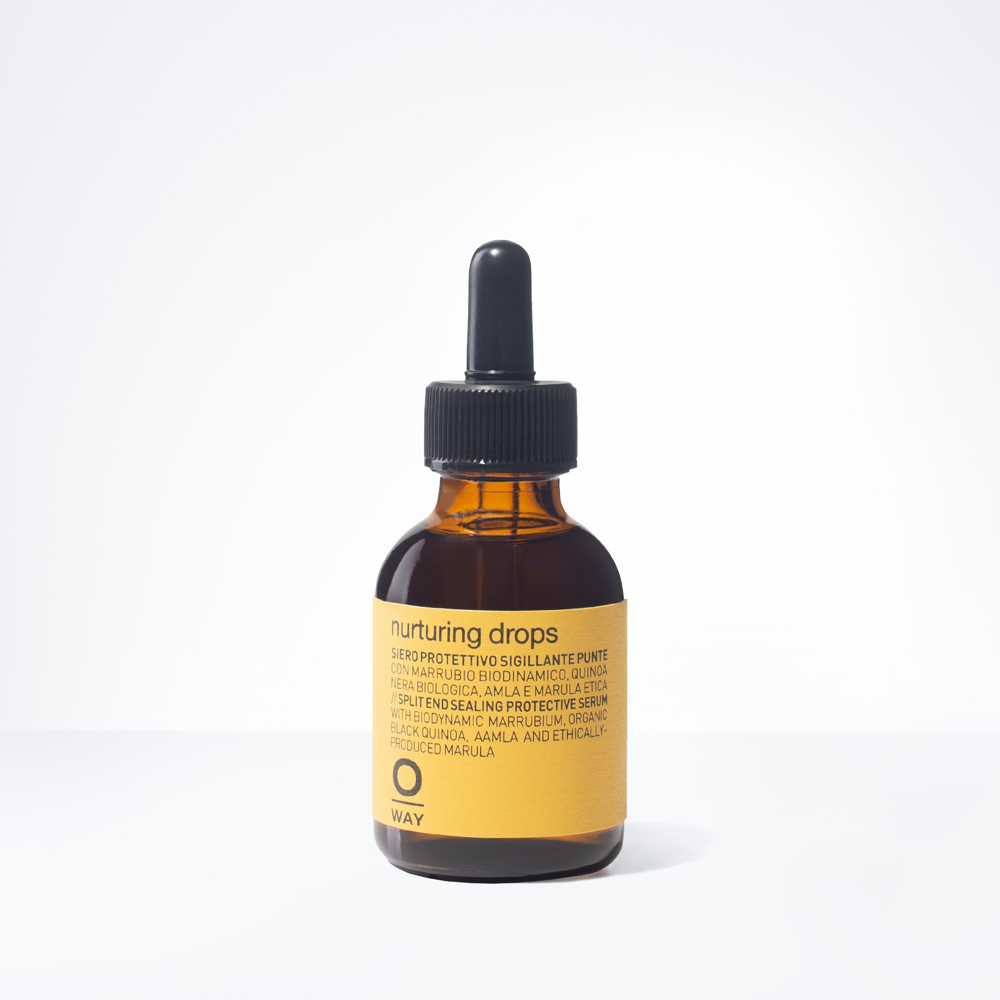 nurturing drops
SIERO PROTETTIVO SIGILLANTE PUNTE
CON MARRUBIO BIODINAMICO, QUINOA
NERA BIOLOGICA, AMLA E MARULA ETICA
// SPLIT END SEALING PROTECTIVE SERUM
WITH BIODYNAMIC MARRUBIUM, ORGANIC
BLACK QUINOA, AAMLA AND ETHICALLY-
PRODUCED MARULA
O
WAY